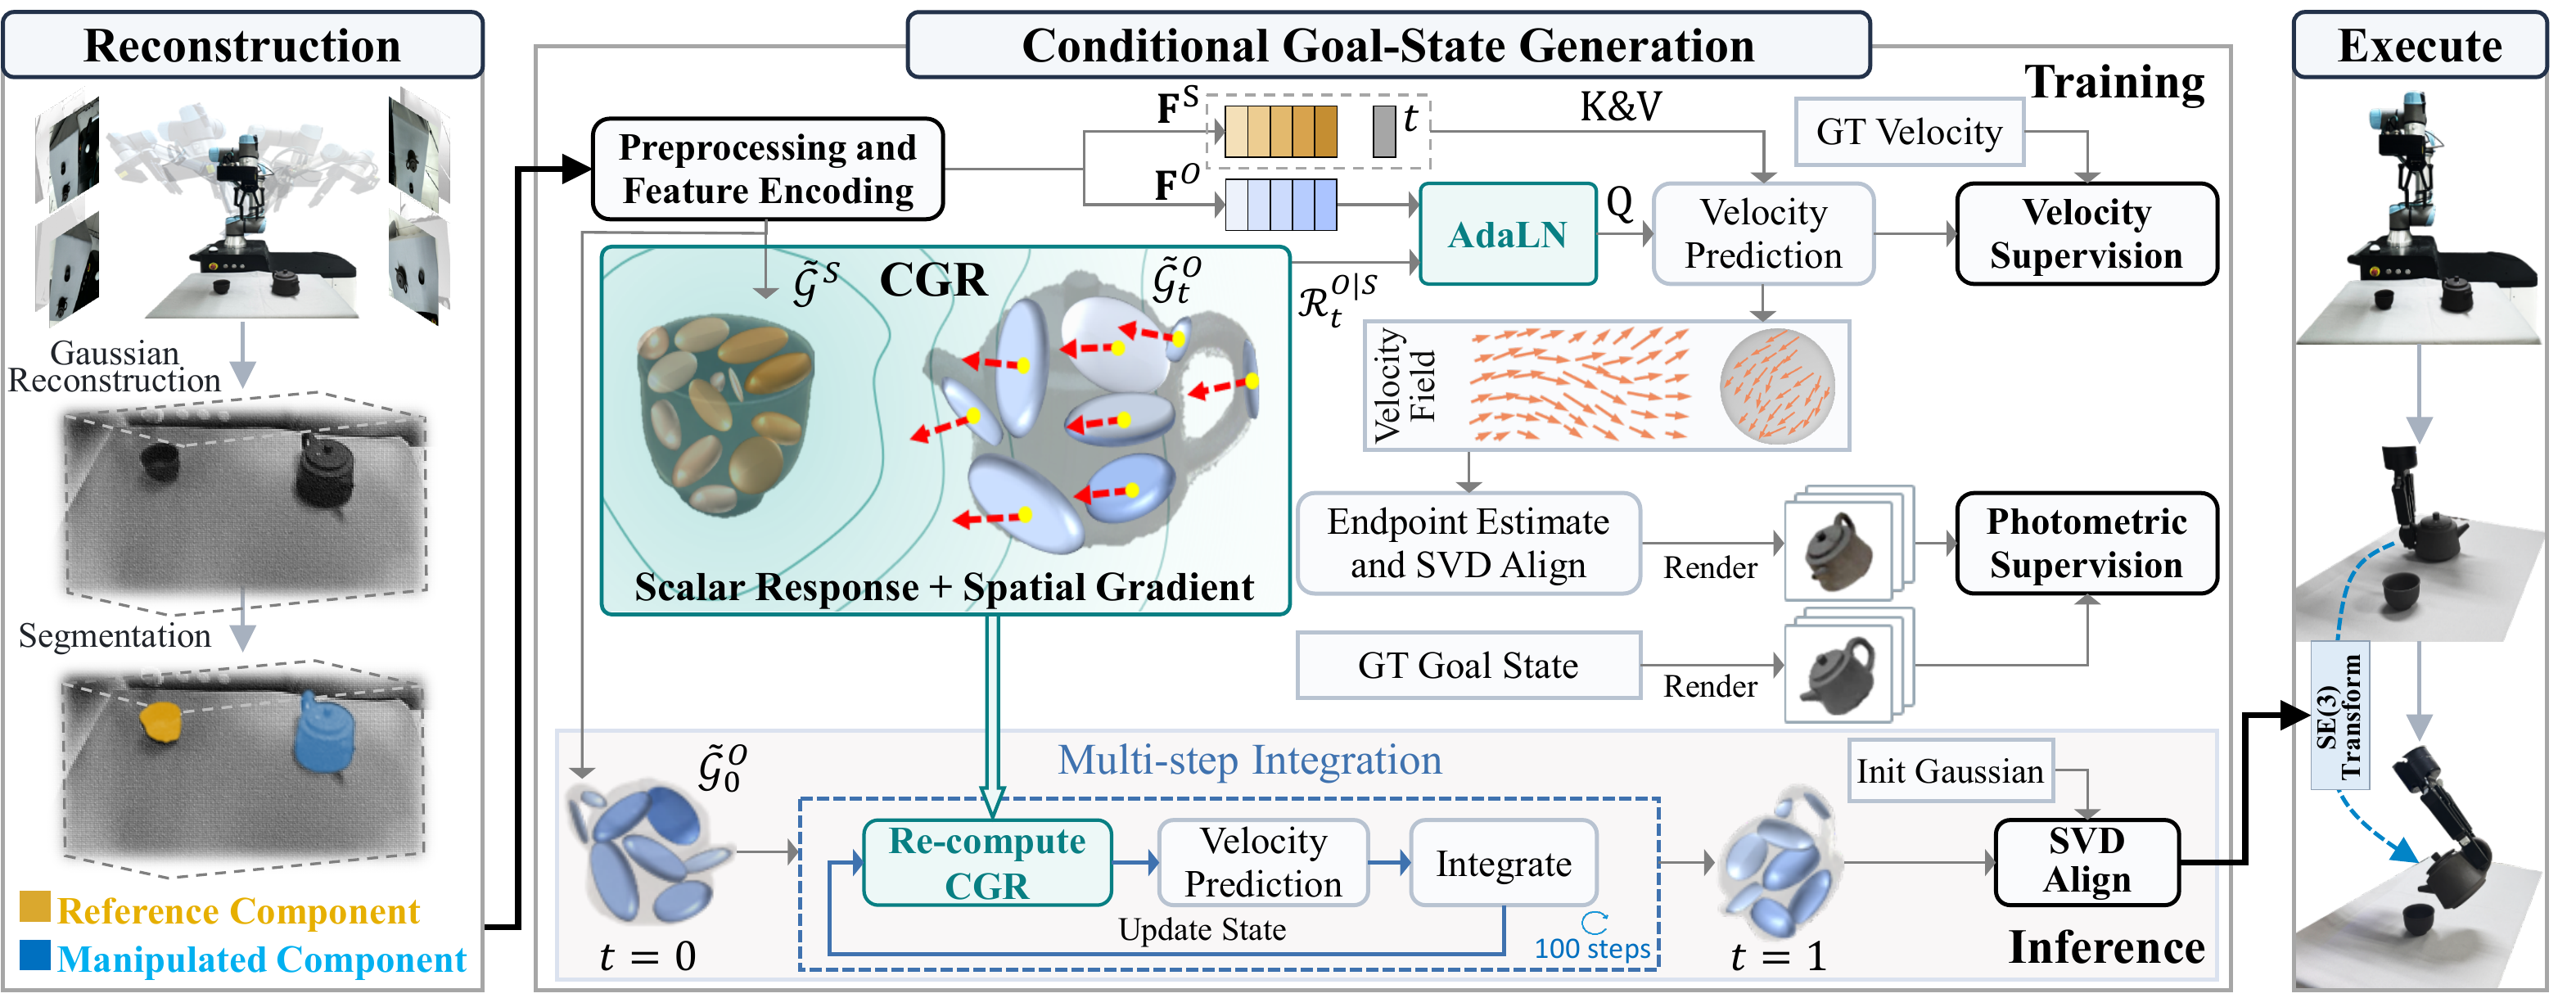 Reconstruction
Gaussian
Reconstruction
Segmentation
Reference Component
Manipulated Component
Conditional Goal-State Generation
Training
Preprocessing and
Feature Encoding
𝐅^S
t
K&V
GT Velocity
𝐅^O
AdaLN
Q
Velocity
Prediction
Velocity
Supervision
CGR
𝒢̃^S
𝒢̃_t^O
ℛ_t^{O|S}
Scalar Response + Spatial Gradient
Velocity
Field
Endpoint Estimate
and SVD Align
Render
Photometric
Supervision
GT Goal State
Render
Multi-step Integration
𝒢̃_0^O
t = 0
Re-compute
CGR
Velocity
Prediction
Integrate
Update State
100 steps
t = 1
Init Gaussian
SVD
Align
Inference
Execute
SE(3)
Transform